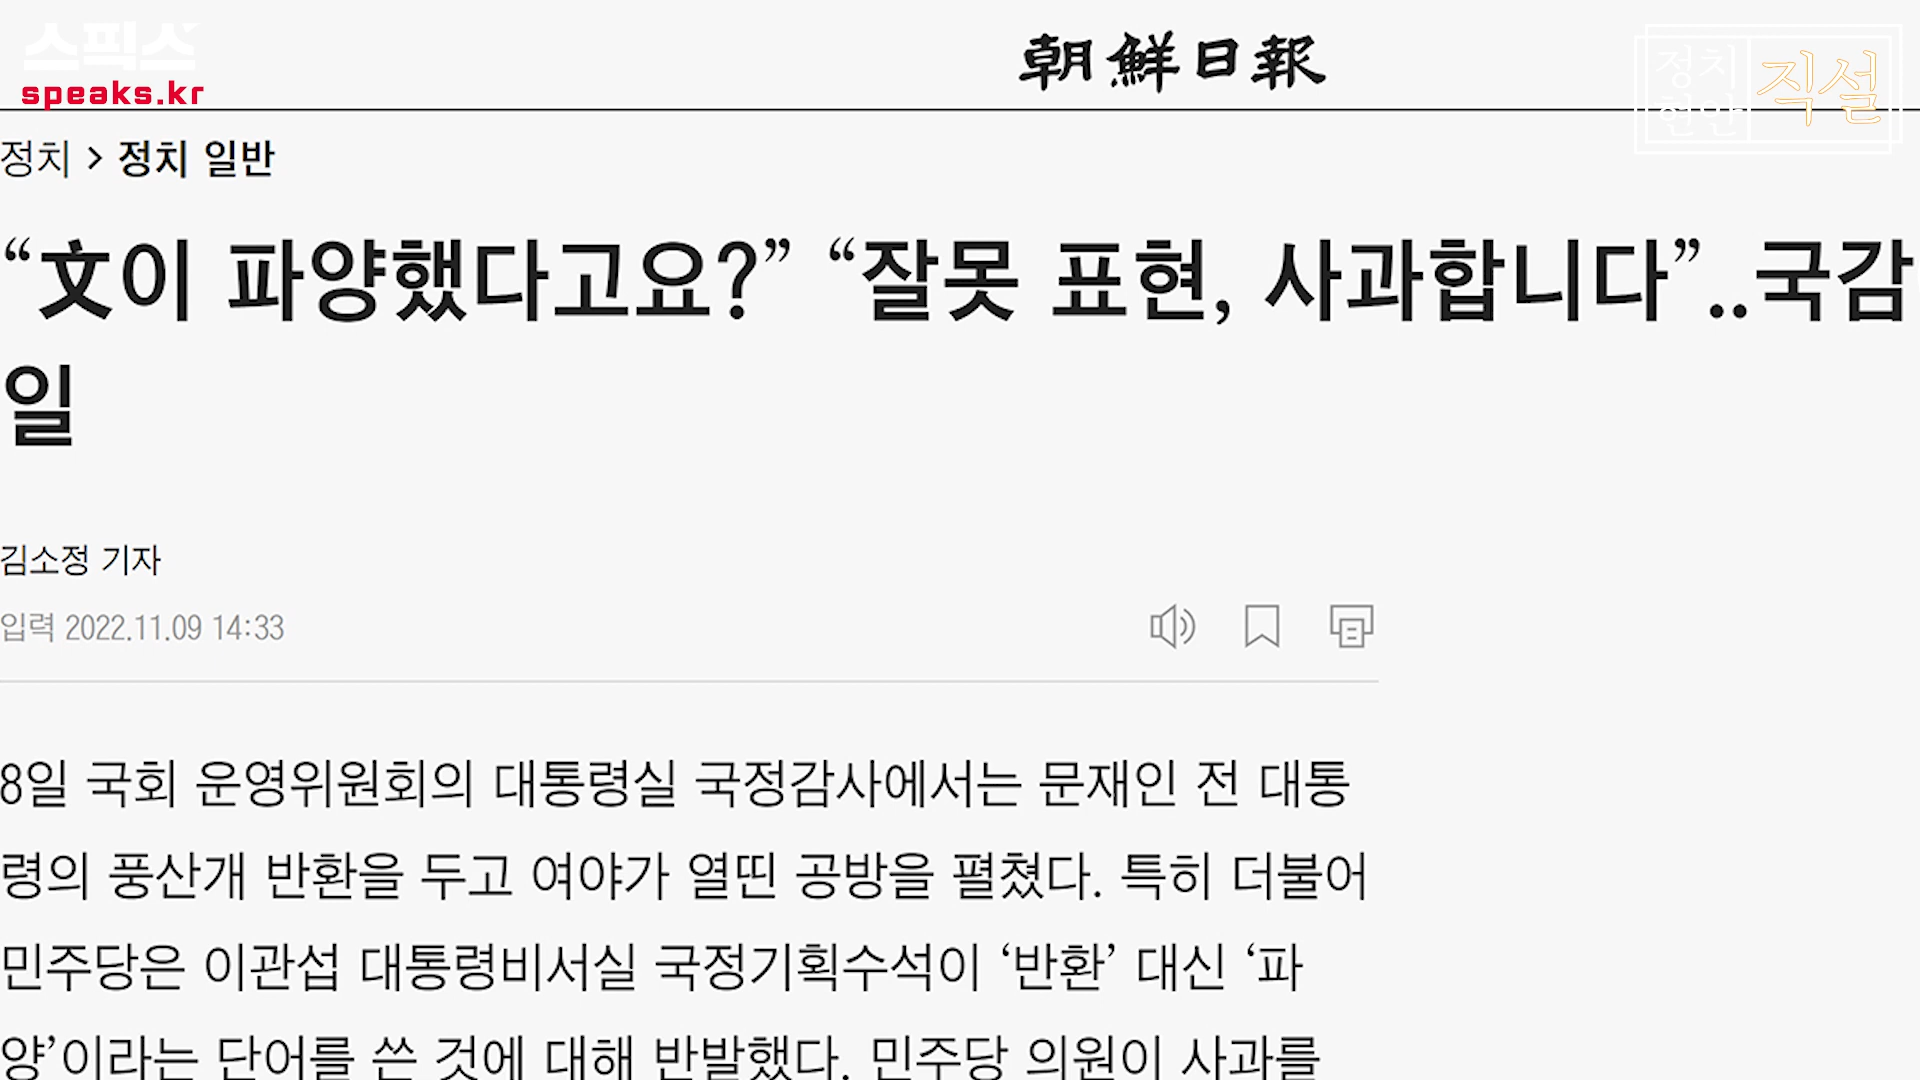 스픽스
speaks.kr
朝鮮日報
정치
현안
직설
정치 > 정치 일반
“文이 파양했다고요?” “잘못 표현, 사과합니다”..국감
일
김소정 기자
입력 2022.11.09 14:33
8일 국회 운영위원회의 대통령실 국정감사에서는 문재인 전 대통
령의 풍산개 반환을 두고 여야가 열띤 공방을 펼쳤다. 특히 더불어
민주당은 이관섭 대통령비서실 국정기획수석이 ‘반환’ 대신 ‘파
양’이라는 단어를 쓴 것에 대해 반발했다. 민주당 의원이 사과를